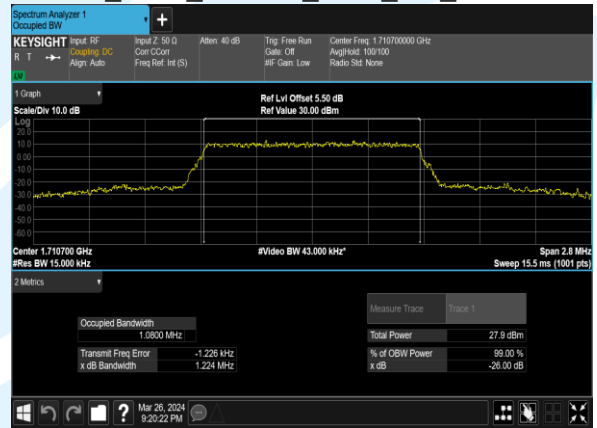 Spectrum Analyzer 1
Occupied BW
+
KEYSIGHT
R T
LV
Input: RF
Coupling: DC
Align: Auto
Input Z: 50 Ω
Corr CCorr
Freq Ref: Int (S)
Atten: 40 dB
Trig: Free Run
Gate: Off
#IF Gain: Low
Center Freq: 1.710700000 GHz
Avg|Hold: 100/100
Radio Std: None
1 Graph
Scale/Div 10.0 dB
Ref Lvl Offset 5.50 dB
Ref Value 30.00 dBm
Log
20.0
10.0
0.00
-10.0
-20.0
-30.0
-40.0
-50.0
-60.0
Center 1.710700 GHz
#Res BW 15.000 kHz
#Video BW 43.000 kHz*
Span 2.8 MHz
Sweep 15.5 ms (1001 pts)
2 Metrics
Occupied Bandwidth
1.0800 MHz
Transmit Freq Error -1.226 kHz
x dB Bandwidth 1.224 MHz
Measure Trace Trace 1
Total Power 27.9 dBm
% of OBW Power 99.00 %
x dB -26.00 dB
?
Mar 26, 2024
9:20:22 PM